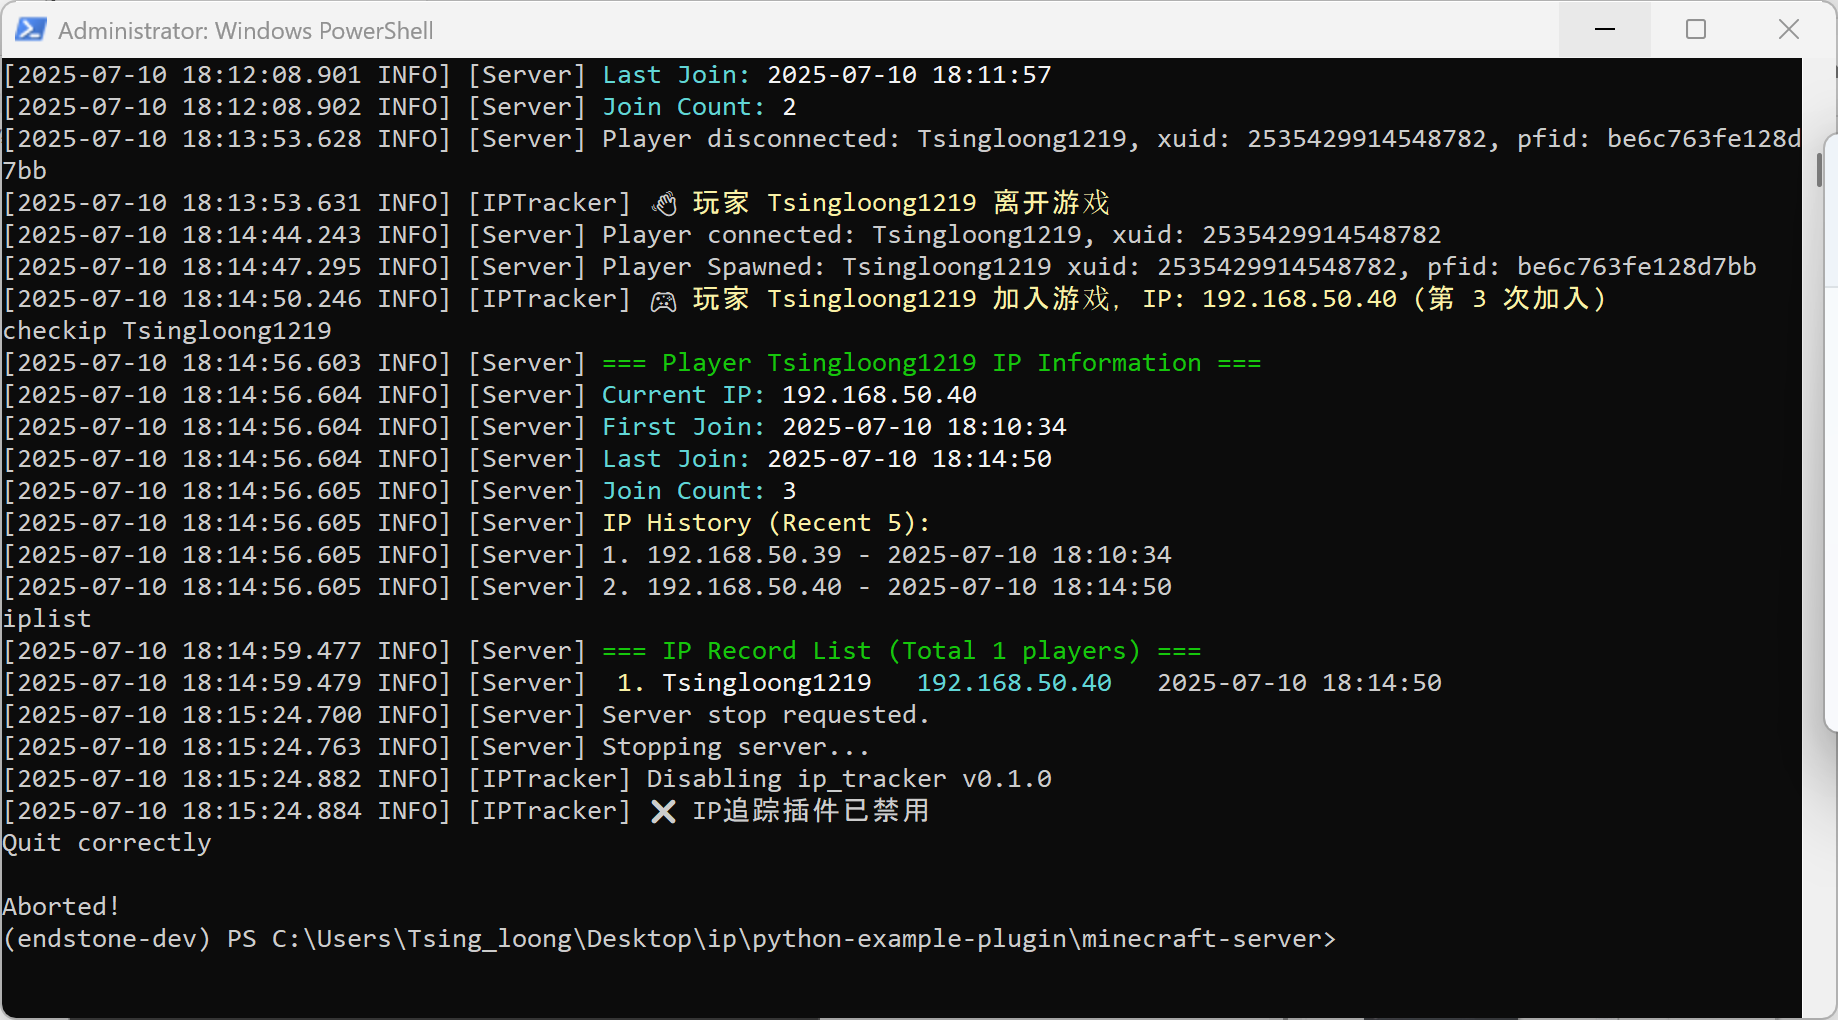 Administrator: Windows PowerShell
[2025-07-10 18:12:08.901 INFO] [Server] Last Join: 2025-07-10 18:11:57
[2025-07-10 18:12:08.902 INFO] [Server] Join Count: 2
[2025-07-10 18:13:53.628 INFO] [Server] Player disconnected: Tsingloong1219, xuid: 2535429914548782, pfid: be6c763fe128d
7bb
[2025-07-10 18:13:53.631 INFO] [IPTracker] 👋 玩家 Tsingloong1219 离开游戏
[2025-07-10 18:14:44.243 INFO] [Server] Player connected: Tsingloong1219, xuid: 2535429914548782
[2025-07-10 18:14:47.295 INFO] [Server] Player Spawned: Tsingloong1219 xuid: 2535429914548782, pfid: be6c763fe128d7bb
[2025-07-10 18:14:50.246 INFO] [IPTracker] 🎮 玩家 Tsingloong1219 加入游戏, IP: 192.168.50.40 (第 3 次加入)
checkip Tsingloong1219
[2025-07-10 18:14:56.603 INFO] [Server] === Player Tsingloong1219 IP Information ===
[2025-07-10 18:14:56.604 INFO] [Server] Current IP: 192.168.50.40
[2025-07-10 18:14:56.604 INFO] [Server] First Join: 2025-07-10 18:10:34
[2025-07-10 18:14:56.604 INFO] [Server] Last Join: 2025-07-10 18:14:50
[2025-07-10 18:14:56.605 INFO] [Server] Join Count: 3
[2025-07-10 18:14:56.605 INFO] [Server] IP History (Recent 5):
[2025-07-10 18:14:56.605 INFO] [Server] 1. 192.168.50.39 - 2025-07-10 18:10:34
[2025-07-10 18:14:56.605 INFO] [Server] 2. 192.168.50.40 - 2025-07-10 18:14:50
iplist
[2025-07-10 18:14:59.477 INFO] [Server] === IP Record List (Total 1 players) ===
[2025-07-10 18:14:59.479 INFO] [Server]  1. Tsingloong1219   192.168.50.40   2025-07-10 18:14:50
[2025-07-10 18:15:24.700 INFO] [Server] Server stop requested.
[2025-07-10 18:15:24.763 INFO] [Server] Stopping server...
[2025-07-10 18:15:24.882 INFO] [IPTracker] Disabling ip_tracker v0.1.0
[2025-07-10 18:15:24.884 INFO] [IPTracker] ❌ IP追踪插件已禁用
Quit correctly
Aborted!
(endstone-dev) PS C:\Users\Tsing_loong\Desktop\ip\python-example-plugin\minecraft-server>